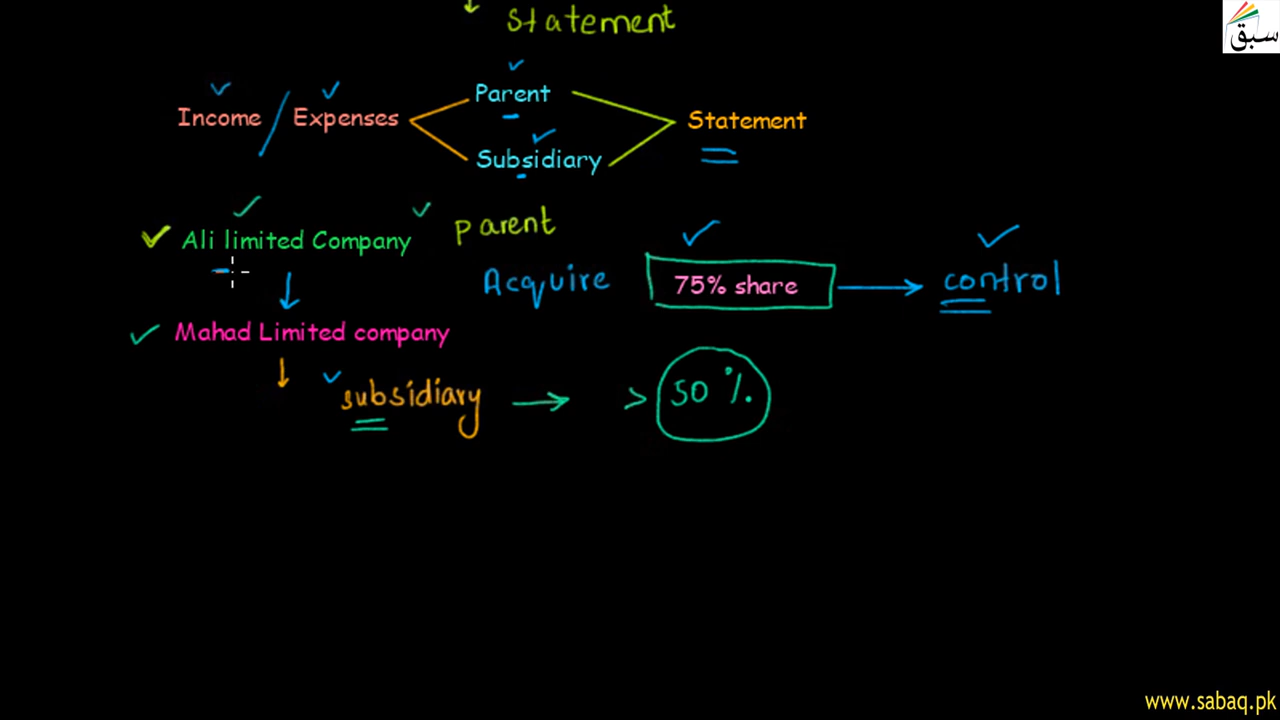 سبق
Statement
Income / Expenses
Parent
Subsidiary
Statement
Ali limited Company
Parent
Acquire 75% share control
Mahad Limited company
subsidiary > 50 %
www.sabaq.pk